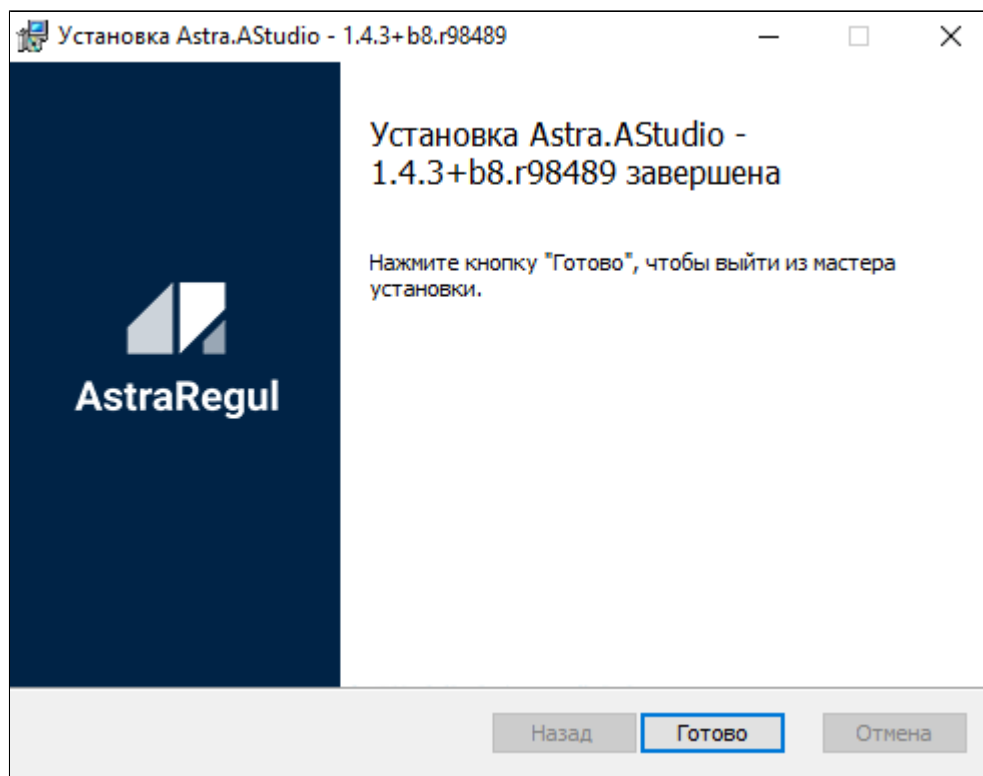 Установка Astra.AStudio - 1.4.3+b8.r98489
Установка Astra.AStudio -
1.4.3+b8.r98489 завершена
Нажмите кнопку "Готово", чтобы выйти из мастера
установки.
AstraRegul
Назад Готово Отмена